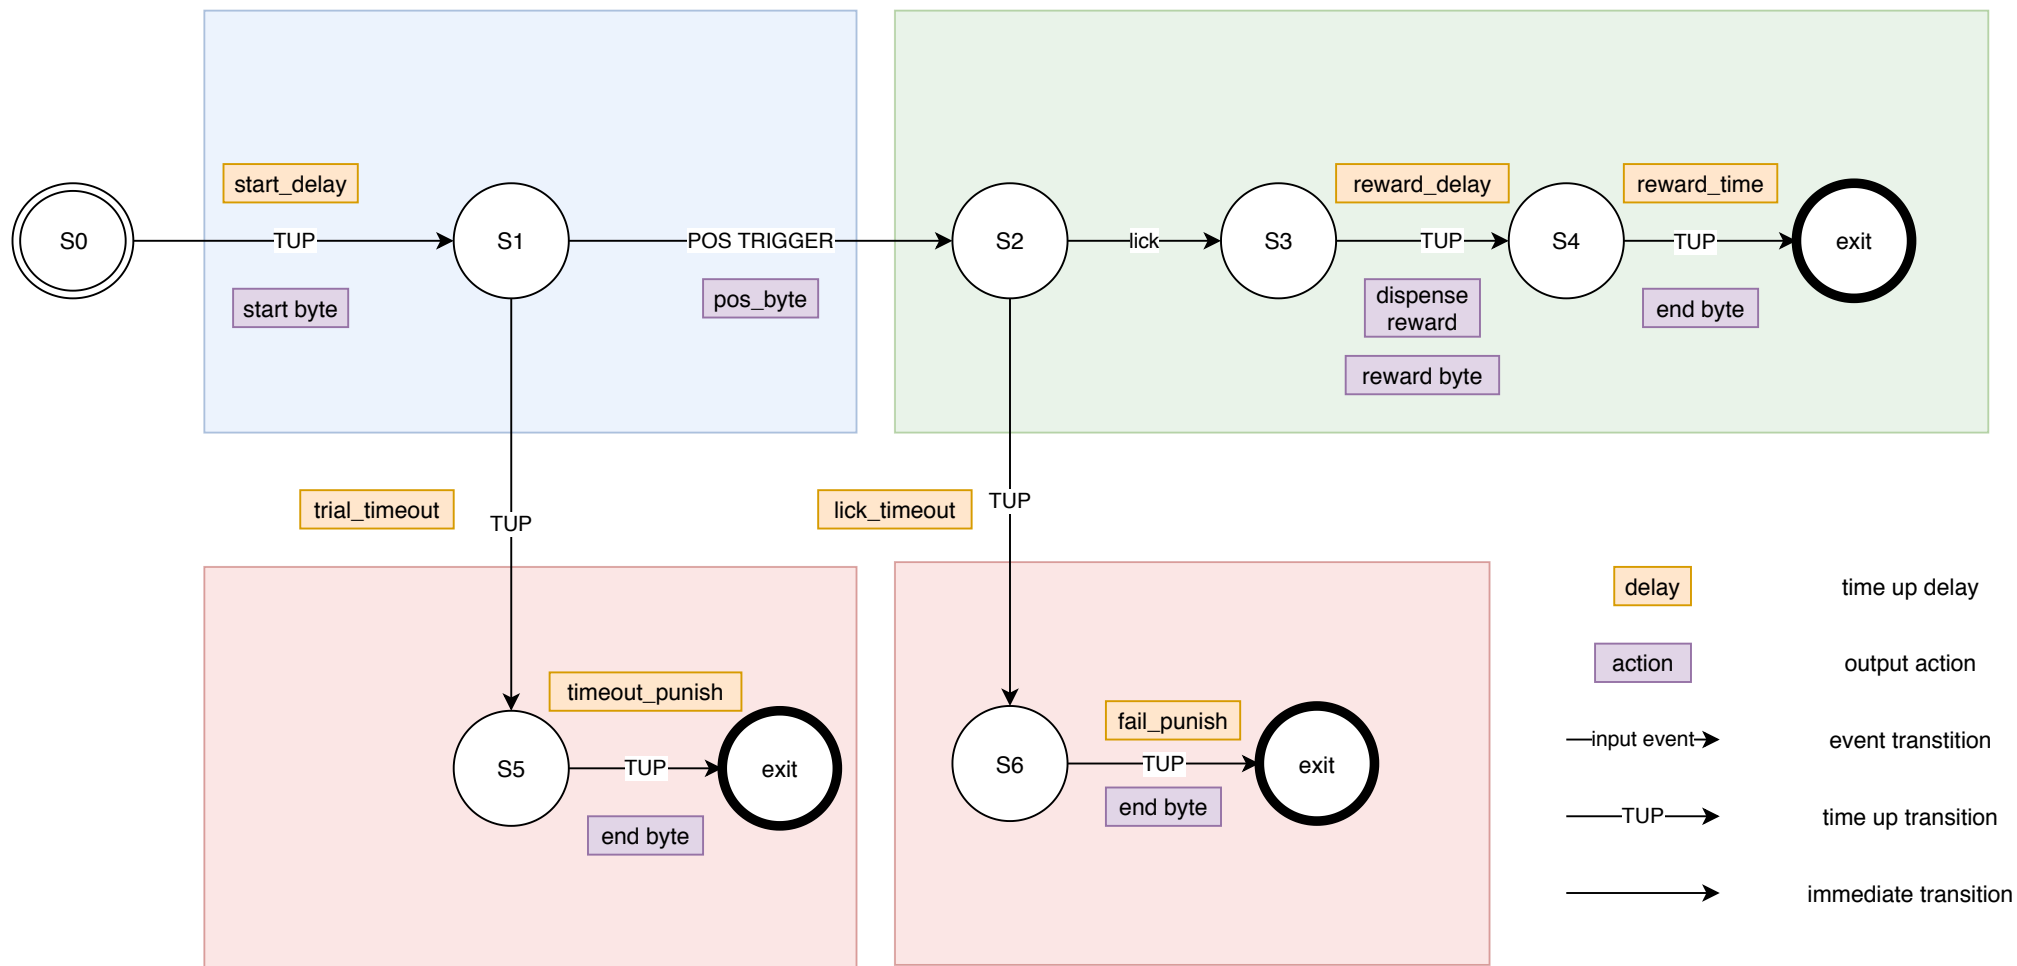 start_delay
reward_delay
reward_time
S0
TUP
S1
POS TRIGGER
S2
lick
S3
TUP
S4
TUP
exit
start byte
pos_byte
dispense
reward
end byte
reward byte
trial_timeout
TUP
lick_timeout
TUP
delay
time up delay
action
output action
timeout_punish
fail_punish
input event
event transtition
S5
TUP
exit
S6
TUP
exit
end byte
end byte
TUP
time up transition
immediate transition